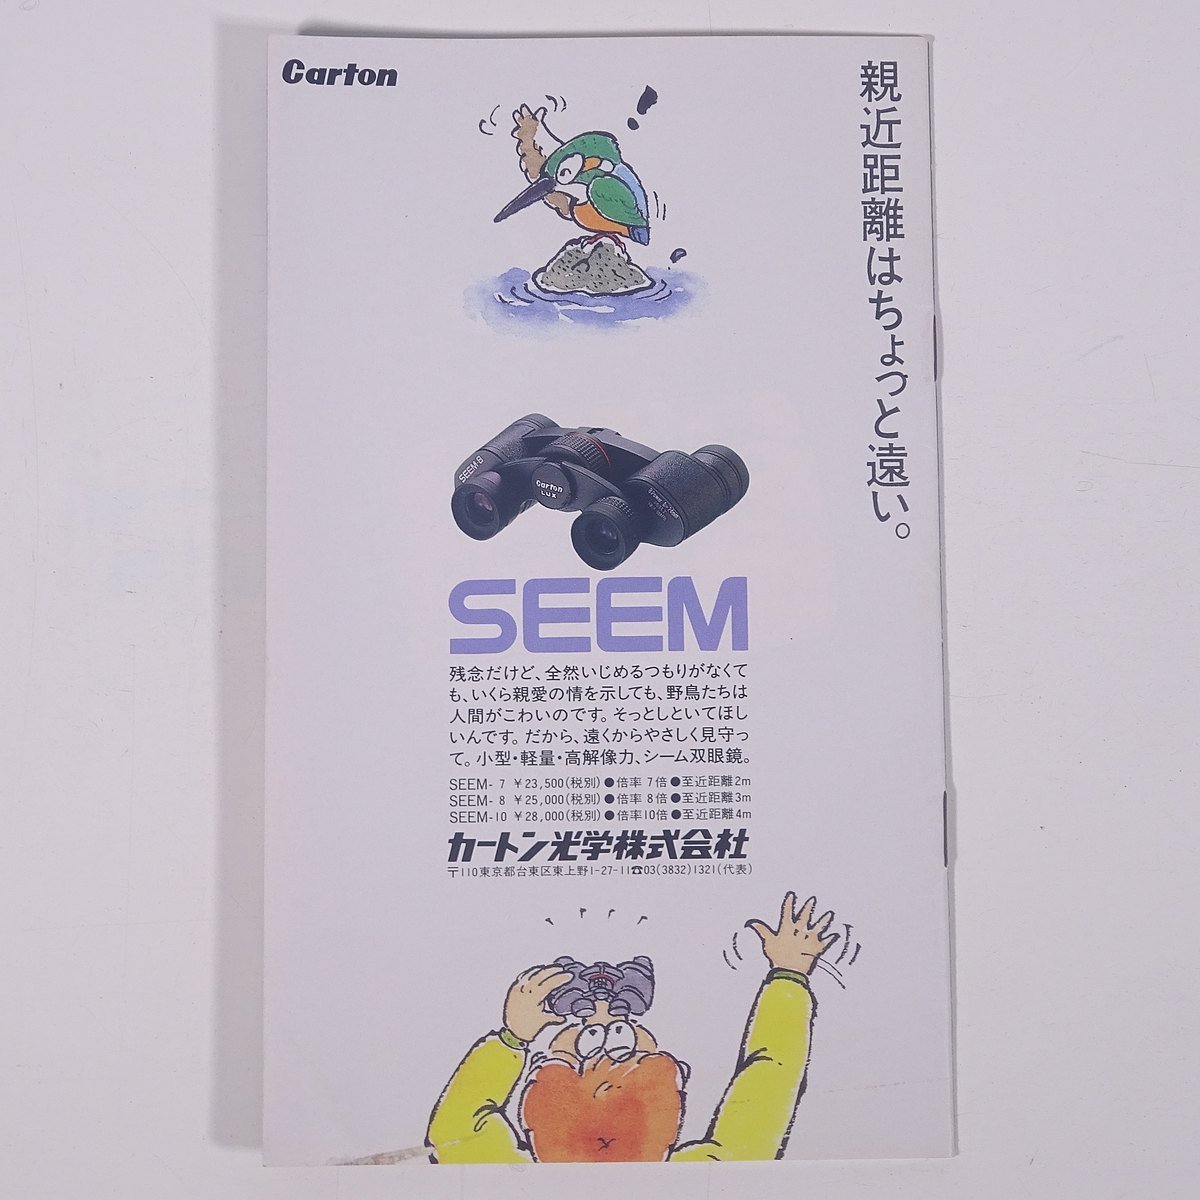 Carton
親近距離はちょっと遠い。
SEEM-8
Carton
LUX
SEEM
残念だけど、全然いじめるつもりがなくて
も、いくら親愛の情を示しても、野鳥たちは
人間がこわいのです。そっとしといてほし
いんです。だから、遠くからやさしく見守っ
て。小型・軽量・高解像力、シーム双眼鏡。
SEEM- 7 ¥23,500(税別)●倍率 7倍●至近距離2m
SEEM- 8 ¥25,000(税別)●倍率 8倍●至近距離3m
SEEM-10 ¥28,000(税別)●倍率10倍●至近距離4m
カートン光学株式会社
〒110東京都台東区東上野1-27-11☎03(3832)1321(代表)